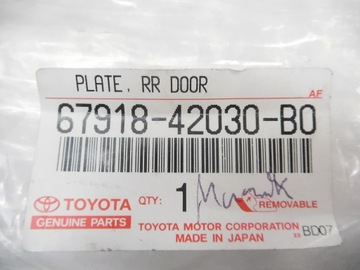 PLATE, RR DOOR
AE
67918-42030-B0
TOYOTA
GENUINE PARTS
QTY: 1
REMOVABLE
TOYOTA MOTOR CORPORATION
MADE IN JAPAN
BD07